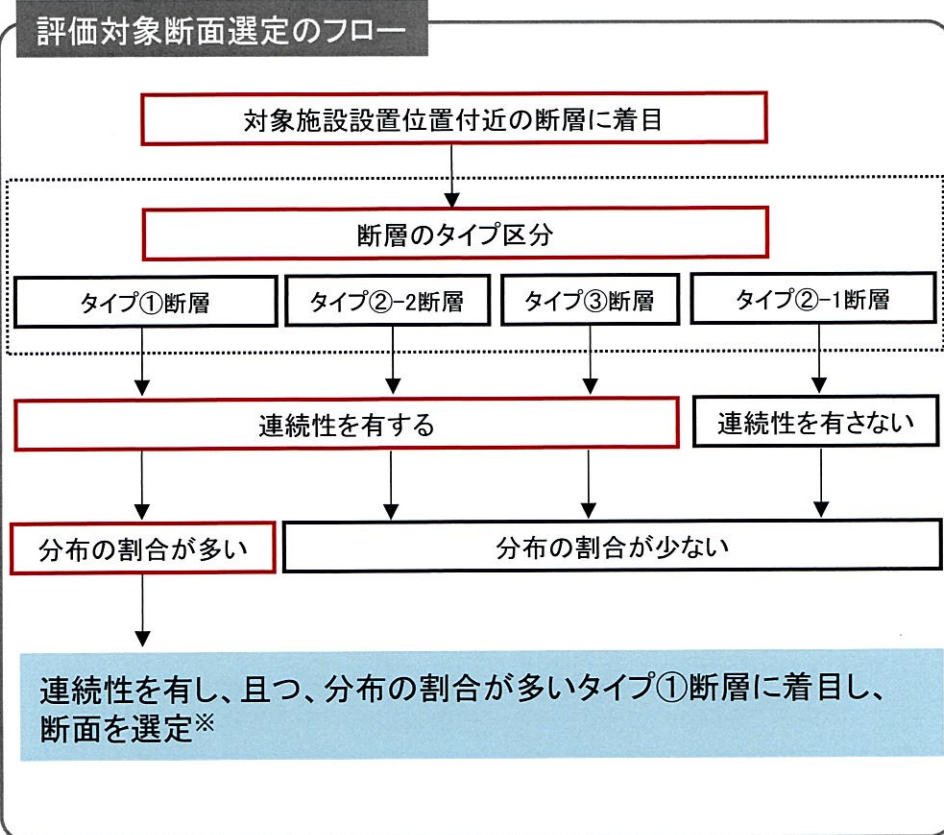 評価対象断面選定のフロー
対象施設設置位置付近の断層に着目
断層のタイプ区分
タイプ①断層
タイプ②-2断層
タイプ③断層
タイプ②-1断層
連続性を有する
連続性を有さない
分布の割合が多い
分布の割合が少ない
連続性を有し、且つ、分布の割合が多いタイプ①断層に着目し、
断面を選定※